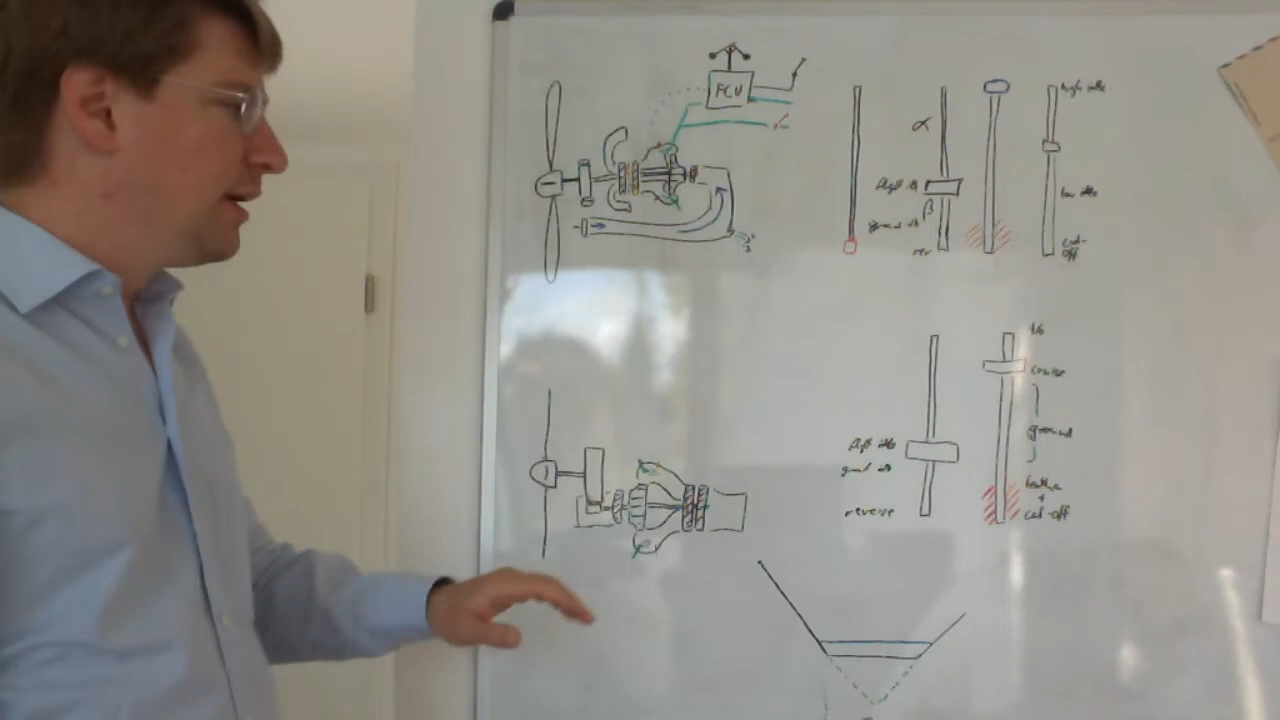 FCU
high idle
α
flight idle
β
low idle
ground idle
rev
cut-
off
cruise
flight idle
ground
ground idle
reverse
+
cut-off